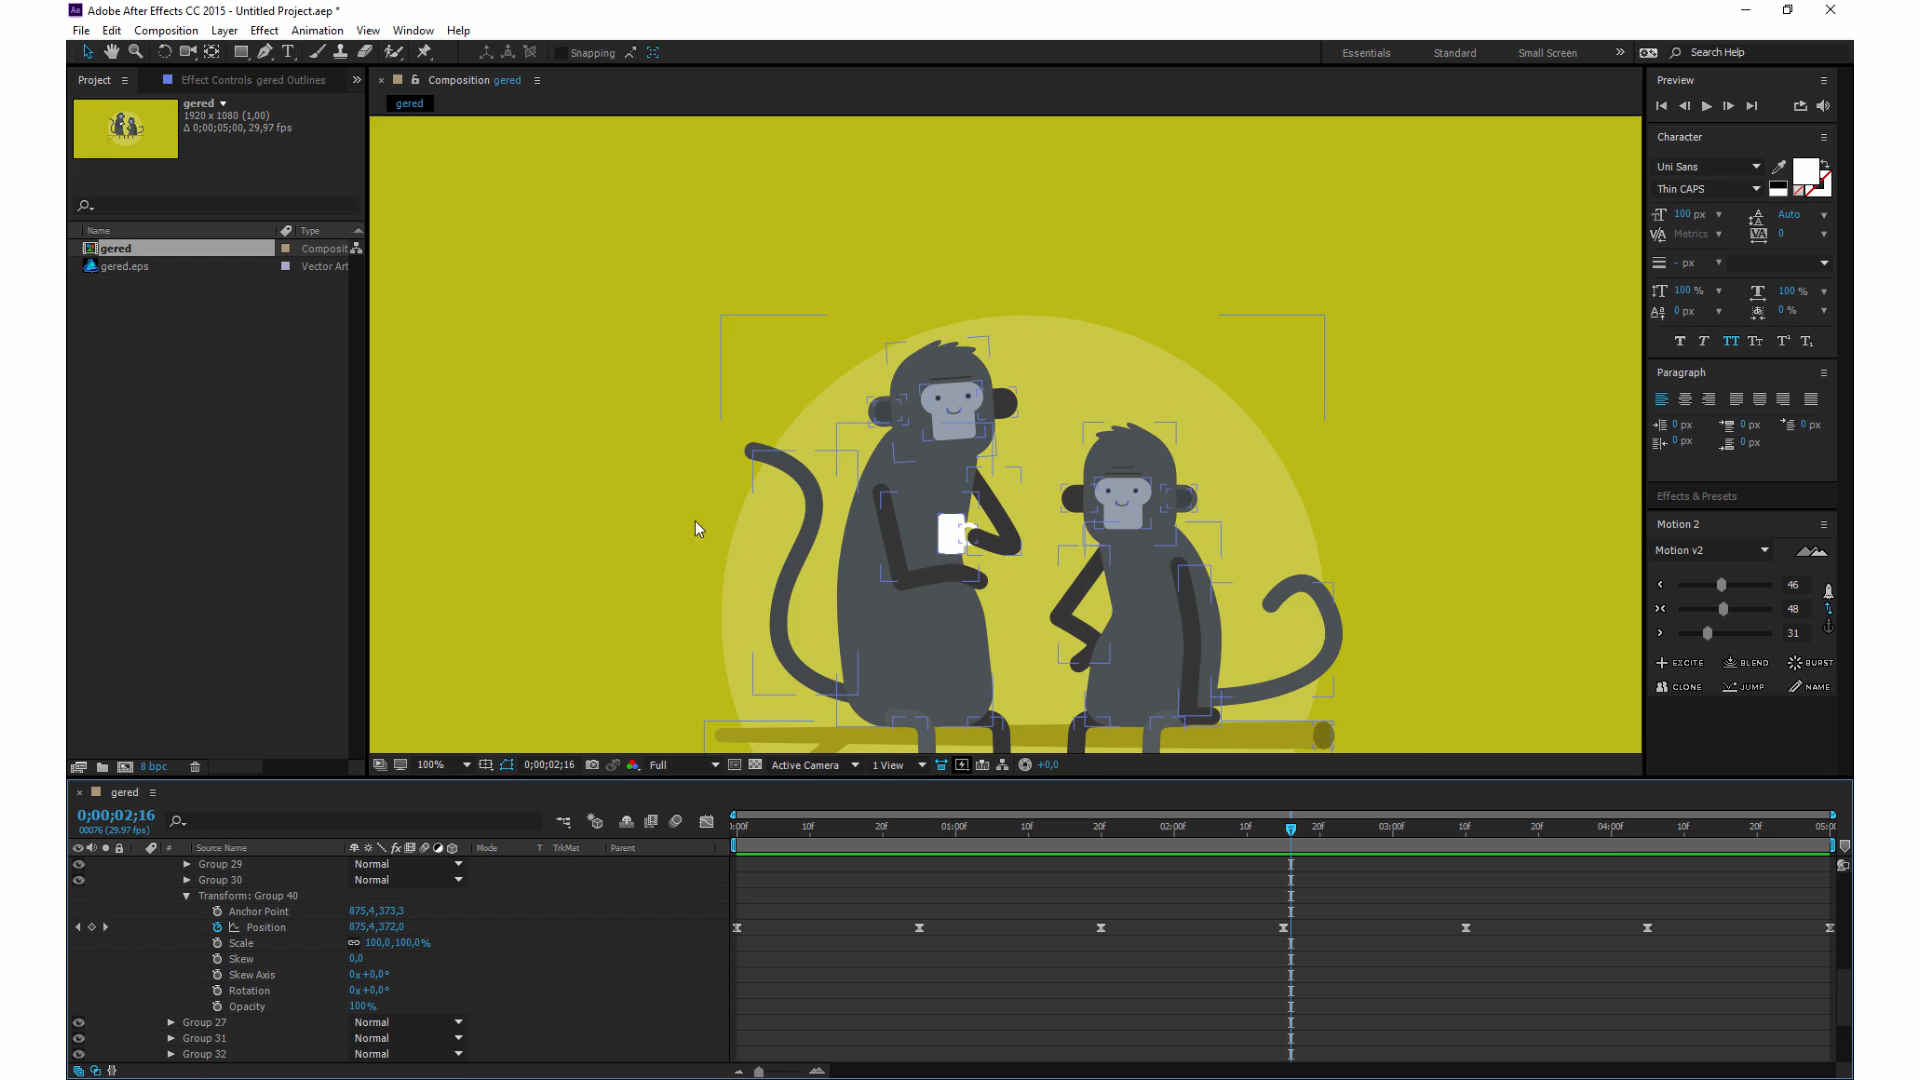 Adobe After Effects CC 2015 - Untitled Project.aep *
File Edit Composition Layer Effect Animation View Window Help
Snapping
Essentials Standard Small Screen Search Help
Project Effect Controls gered Outlines
Composition gered
gered
gered
1920 x 1080 (1,00)
Δ 0;00;05;00, 29,97 fps
Name Type
gered Composit
gered.eps Vector Art
8 bpc
100% 0;00;02;16 Full Active Camera 1 View +0,0
Preview
Character
Uni Sans
Thin CAPS
100 px Auto
Metrics 0
- px
100 % 100 %
0 px 0 %
Paragraph
0 px 0 px 0 px
0 px 0 px
Effects & Presets
Motion 2
Motion v2
46
48
31
EXCITE BLEND BURST
CLONE JUMP NAME
gered
0;00;02;16
00076 (29.97 fps)
# Source Name Mode T TrkMat Parent
:00f 10f 20f 01:00f 10f 20f 02:00f 10f 20f 03:00f 10f 20f 04:00f 10f 20f 05:00
Group 29 Normal
Group 30 Normal
Transform: Group 40
Anchor Point 875,4,373,3
Position 875,4,372,0
Scale 100,0,100,0%
Skew 0,0
Skew Axis 0x+0,0°
Rotation 0x+0,0°
Opacity 100%
Group 27 Normal
Group 31 Normal
Group 32 Normal